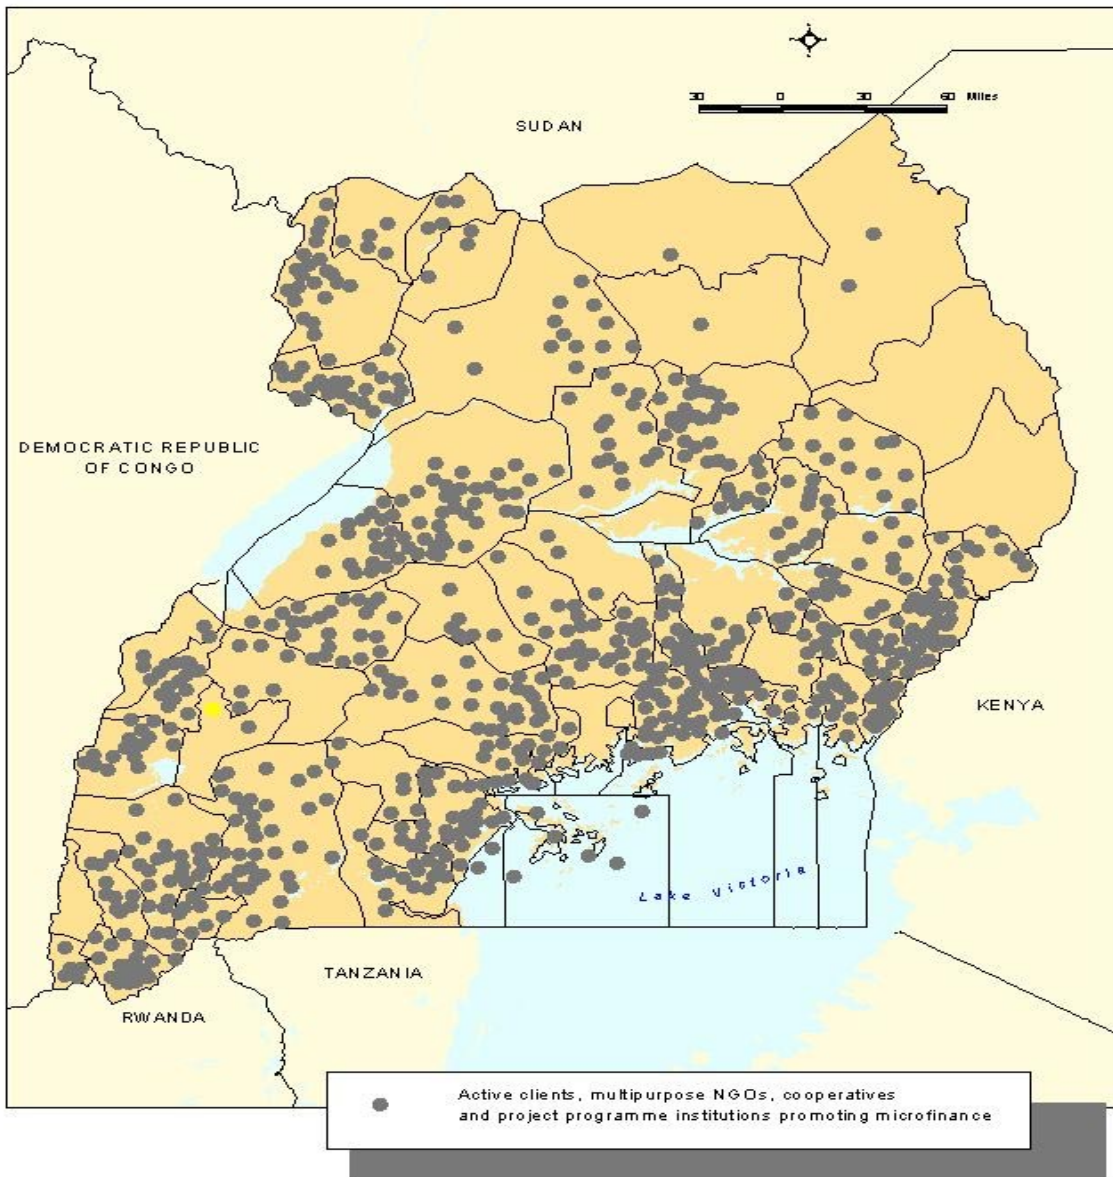 30 0 30 60 Miles
SUDAN
DEMOCRATIC REPUBLIC
OF CONGO
KENYA
Lake Victoria
TANZANIA
RWANDA
Active clients, multipurpose NGOs, cooperatives
and project programme institutions promoting microfinance